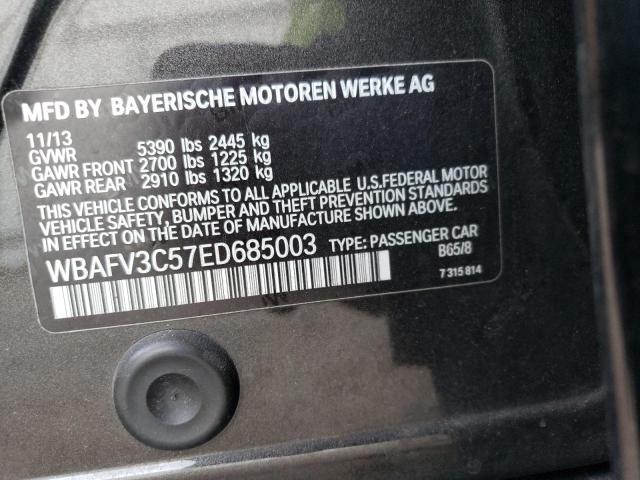 MFD BY BAYERISCHE MOTOREN WERKE AG
11/13
GVWR 5390 lbs 2445 kg
GAWR FRONT 2700 lbs 1225 kg
GAWR REAR 2910 lbs 1320 kg
THIS VEHICLE CONFORMS TO ALL APPLICABLE U.S.FEDERAL MOTOR
VEHICLE SAFETY, BUMPER AND THEFT PREVENTION STANDARDS
IN EFFECT ON THE DATE OF MANUFACTURE SHOWN ABOVE.
WBAFV3C57ED685003 TYPE: PASSENGER CAR
B65/8
7 315 814